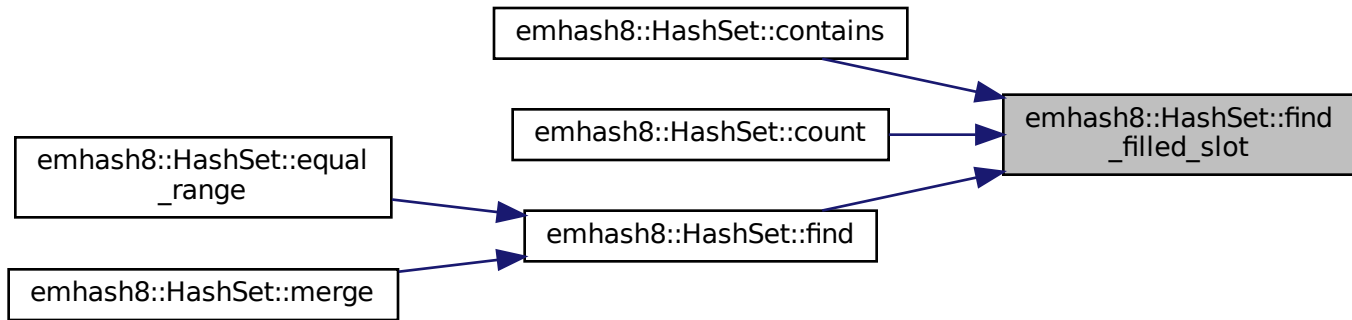 emhash8::HashSet::contains
emhash8::HashSet::find
_filled_slot
emhash8::HashSet::count
emhash8::HashSet::equal
_range
emhash8::HashSet::find
emhash8::HashSet::merge